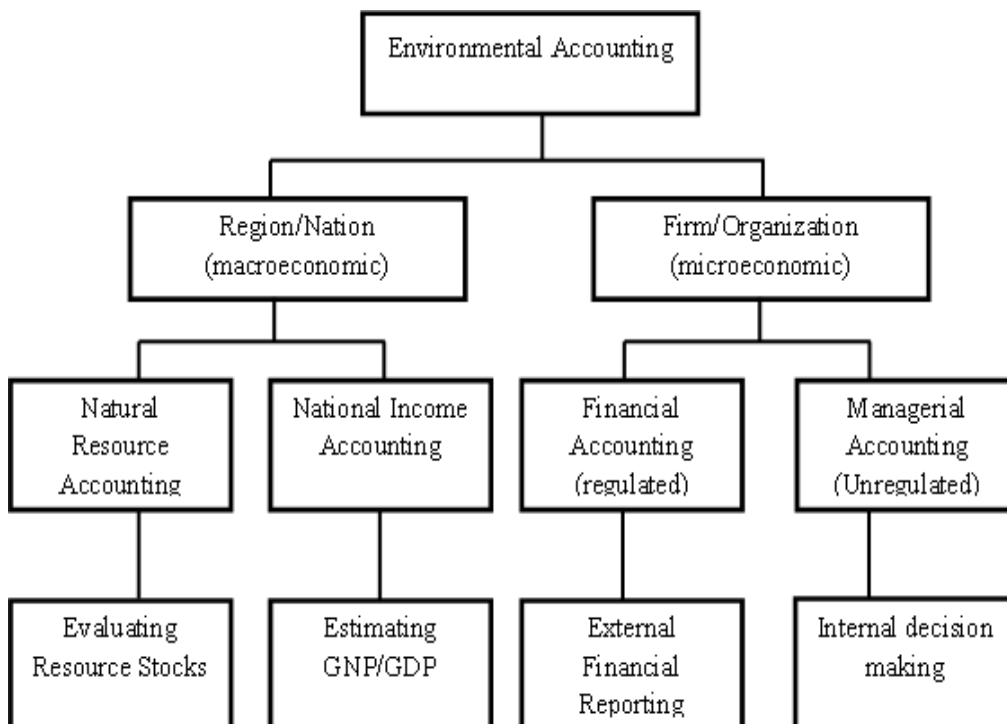 Environmental Accounting
Region/Nation
(macroeconomic)
Firm/Organization
(microeconomic)
Natural
Resource
Accounting
National Income
Accounting
Financial
Accounting
(regulated)
Managerial
Accounting
(Unregulated)
Evaluating
Resource Stocks
Estimating
GNP/GDP
External
Financial
Reporting
Internal decision
making